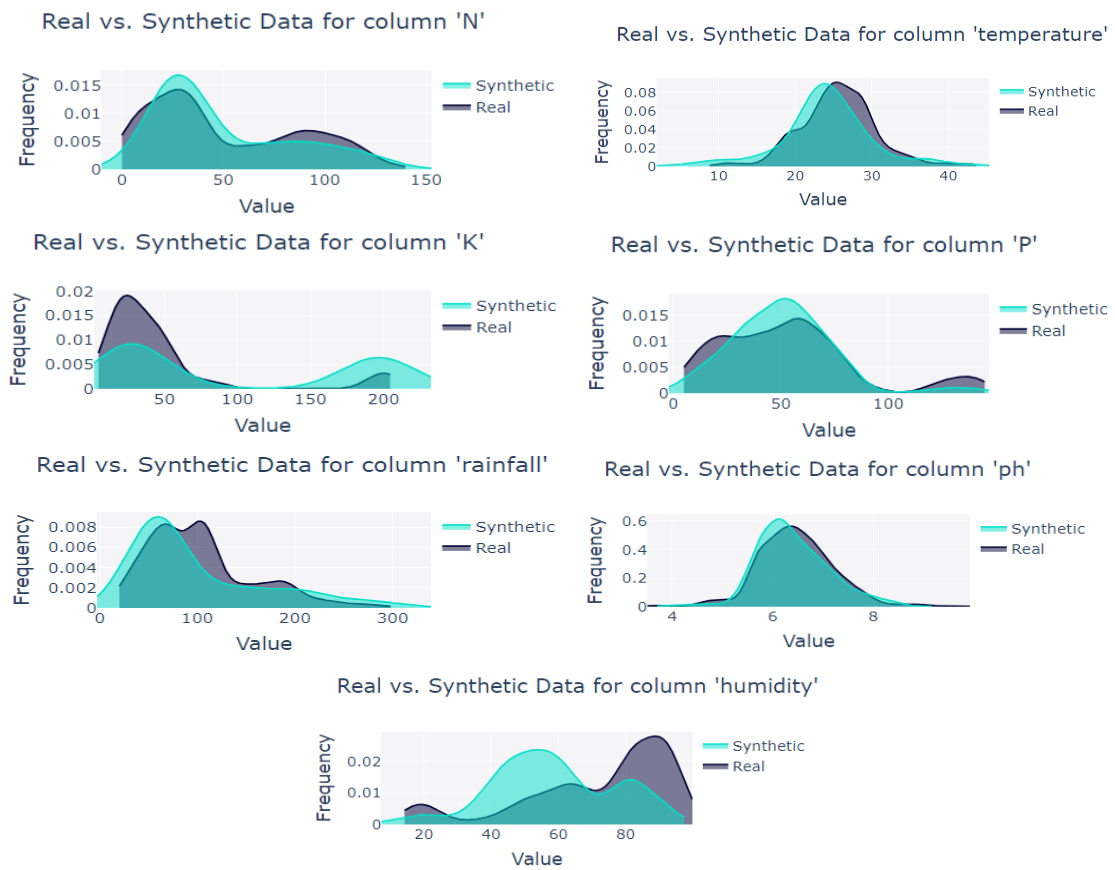 Real vs. Synthetic Data for column 'N'
Frequency
0.015
0.01
0.005
0
0
50
100
150
Value
Synthetic
Real
Real vs. Synthetic Data for column 'temperature'
Frequency
0.08
0.06
0.04
0.02
0
10
20
30
40
Value
Synthetic
Real
Real vs. Synthetic Data for column 'K'
Frequency
0.02
0.015
0.01
0.005
0
50
100
150
200
Value
Synthetic
Real
Real vs. Synthetic Data for column 'P'
Frequency
0.015
0.01
0.005
0
0
50
100
Value
Synthetic
Real
Real vs. Synthetic Data for column 'rainfall'
Frequency
0.008
0.006
0.004
0.002
0
0
100
200
300
Value
Synthetic
Real
Real vs. Synthetic Data for column 'ph'
Frequency
0.6
0.4
0.2
0
4
6
8
Value
Synthetic
Real
Real vs. Synthetic Data for column 'humidity'
Frequency
0.02
0.01
0
20
40
60
80
Value
Synthetic
Real